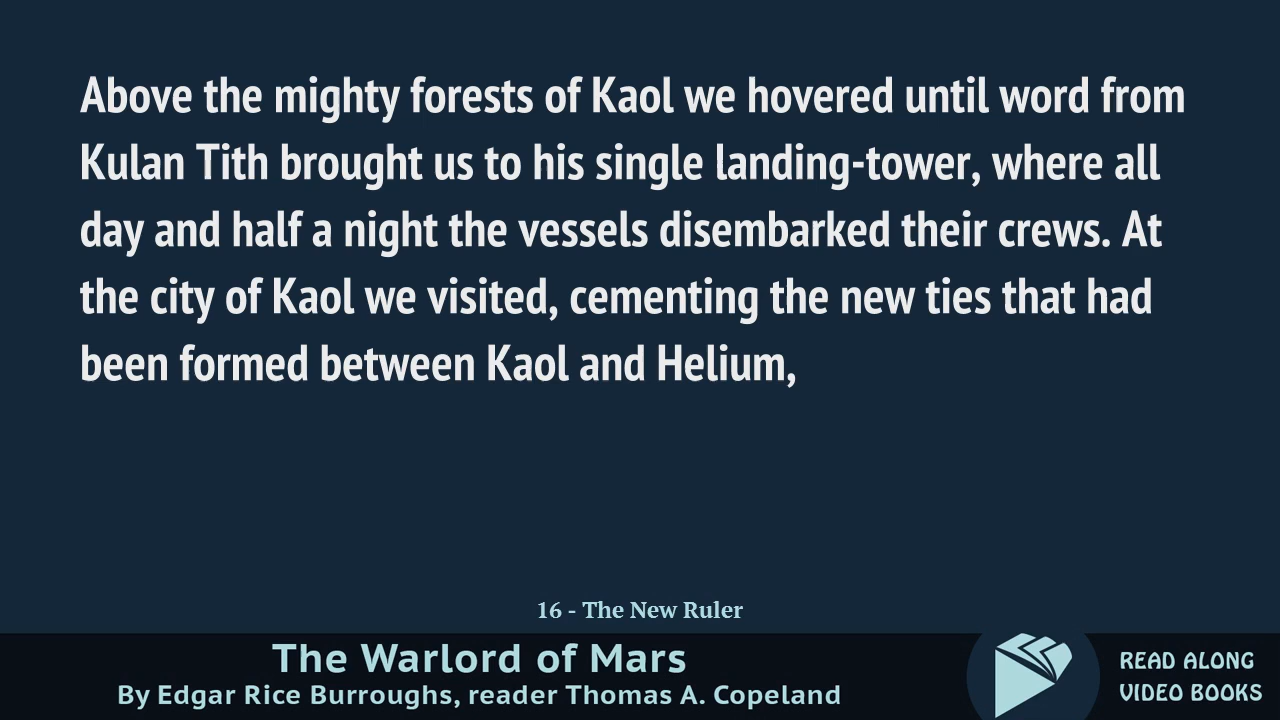 Above the mighty forests of Kaol we hovered until word from
Kulan Tith brought us to his single landing-tower, where all
day and half a night the vessels disembarked their crews. At
the city of Kaol we visited, cementing the new ties that had
been formed between Kaol and Helium,
16 - The New Ruler
The Warlord of Mars
By Edgar Rice Burroughs, reader Thomas A. Copeland
READ ALONG
VIDEO BOOKS